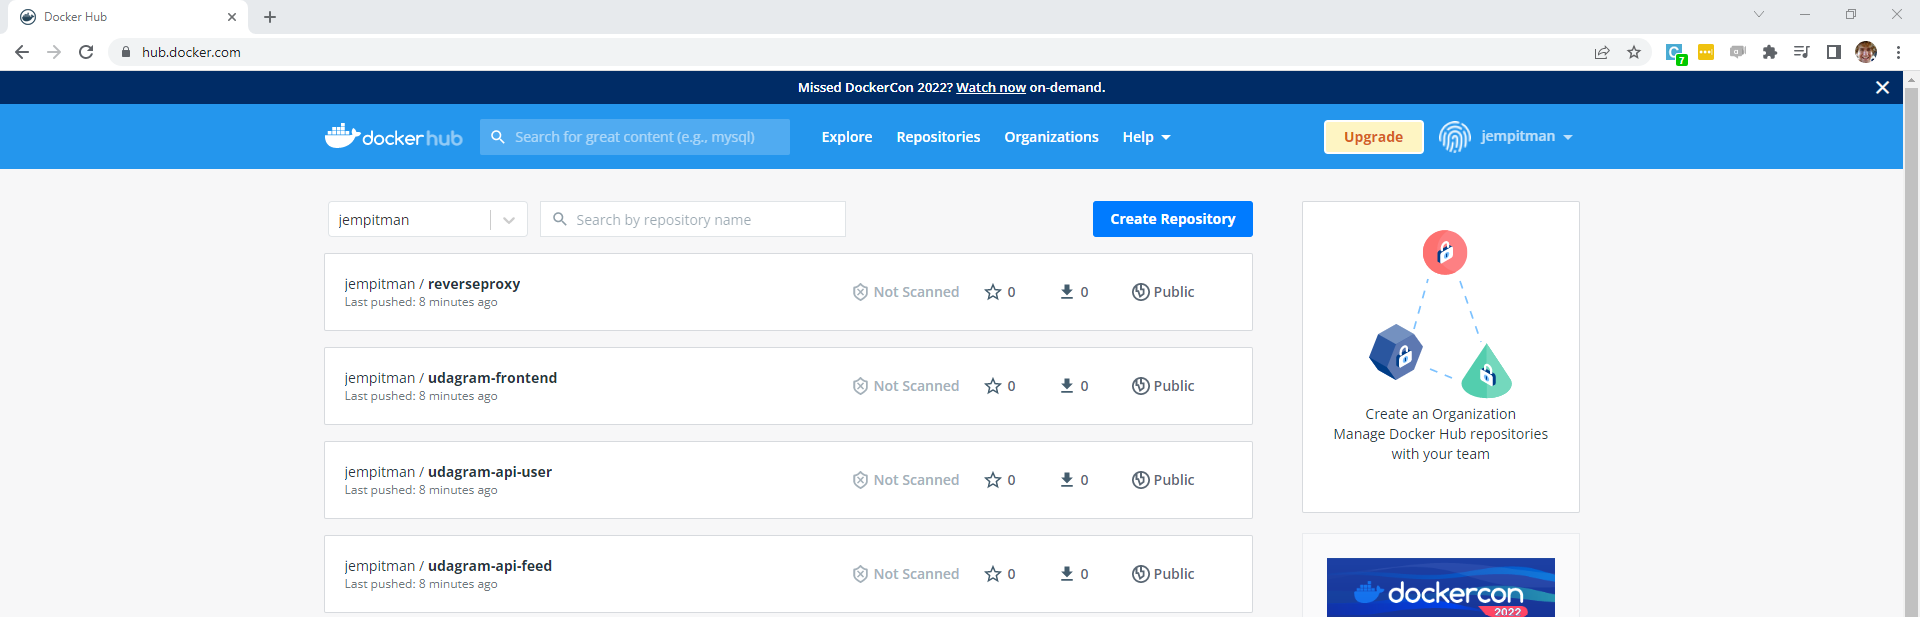 Docker Hub
hub.docker.com
7
Missed DockerCon 2022? Watch now on-demand.
docker hub
Search for great content (e.g., mysql)
Explore
Repositories
Organizations
Help
Upgrade
jempitman
jempitman
Search by repository name
Create Repository
jempitman / reverseproxy
Last pushed: 8 minutes ago
Not Scanned
0
0
Public
jempitman / udagram-frontend
Last pushed: 8 minutes ago
Not Scanned
0
0
Public
jempitman / udagram-api-user
Last pushed: 8 minutes ago
Not Scanned
0
0
Public
jempitman / udagram-api-feed
Last pushed: 8 minutes ago
Not Scanned
0
0
Public
Create an Organization
Manage Docker Hub repositories
with your team
dockercon
2022